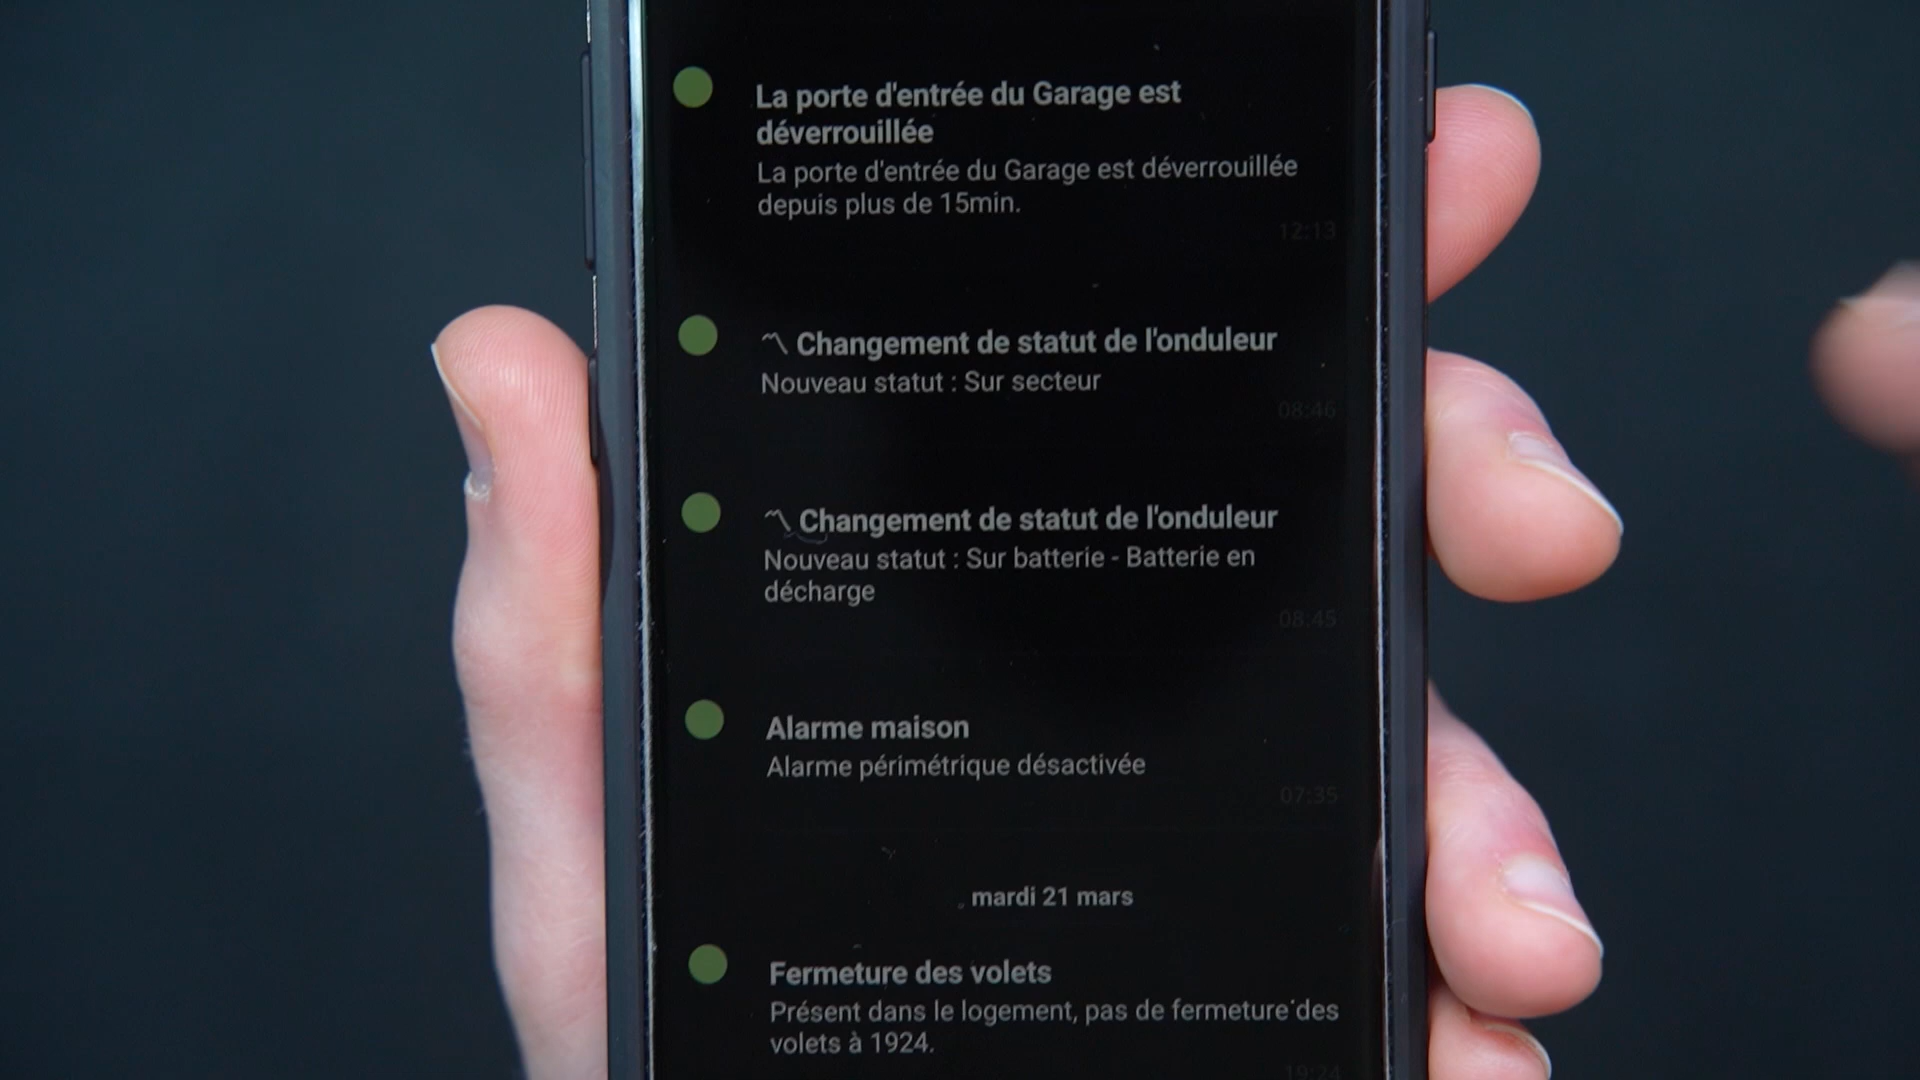 La porte d'entrée du Garage est
déverrouillée
La porte d'entrée du Garage est déverrouillée
depuis plus de 15min.
12:13
Changement de statut de l'onduleur
Nouveau statut : Sur secteur
08:46
Changement de statut de l'onduleur
Nouveau statut : Sur batterie - Batterie en
décharge
08:45
Alarme maison
Alarme périmétrique désactivée
07:35
mardi 21 mars
Fermeture des volets
Présent dans le logement, pas de fermeture des
volets à 1924.
19:24